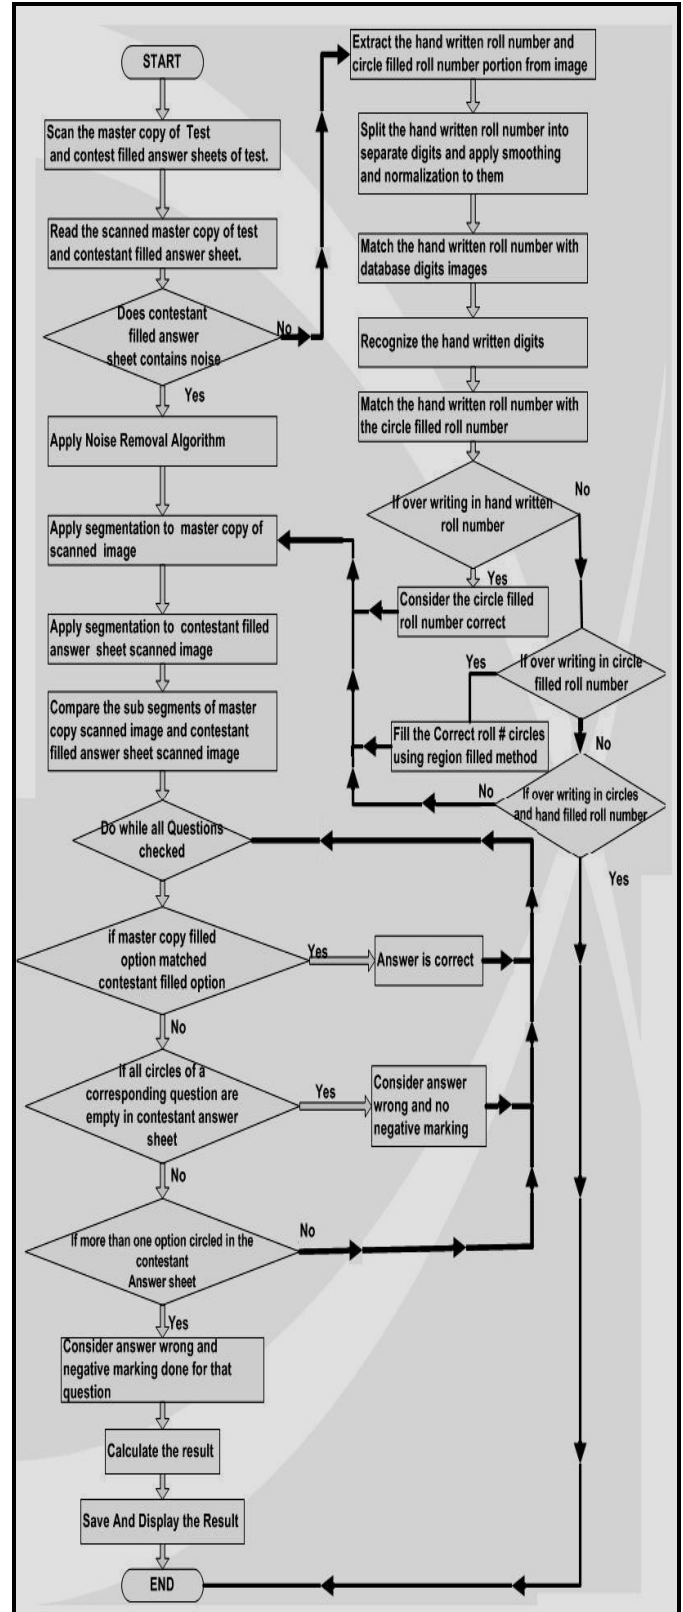 START
Scan the master copy of Test
and contest filled answer sheets of test.
Read the scanned master copy of test
and contestant filled answer sheet.
Does contestant
filled answer
sheet contains noise
No
Yes
Apply Noise Removal Algorithm
Apply segmentation to master copy of
scanned image
Apply segmentation to contestant filled
answer sheet scanned image
Compare the sub segments of master
copy scanned image and contestant
filled answer sheet scanned image
Do while all Questions
checked
if master copy filled
option matched
contestant filled option
Yes
Answer is correct
No
If all circles of a
corresponding question are
empty in contestant answer
sheet
Yes
Consider answer
wrong and no
negative marking
No
If more than one option circled in the
contestant
Answer sheet
No
Yes
Consider answer wrong and
negative marking done for that
question
Calculate the result
Save And Display the Result
END
Extract the hand written roll number and
circle filled roll number portion from image
Split the hand written roll number into
separate digits and apply smoothing
and normalization to them
Match the hand written roll number with
database digits images
Recognize the hand written digits
Match the hand written roll number with
the circle filled roll number
If over writing in hand written
roll number
No
Yes
Consider the circle filled
roll number correct
If over writing in circle
filled roll number
Yes
Fill the Correct roll # circles
using region filled method
No
If over writing in circles
and hand filled roll number
No
Yes